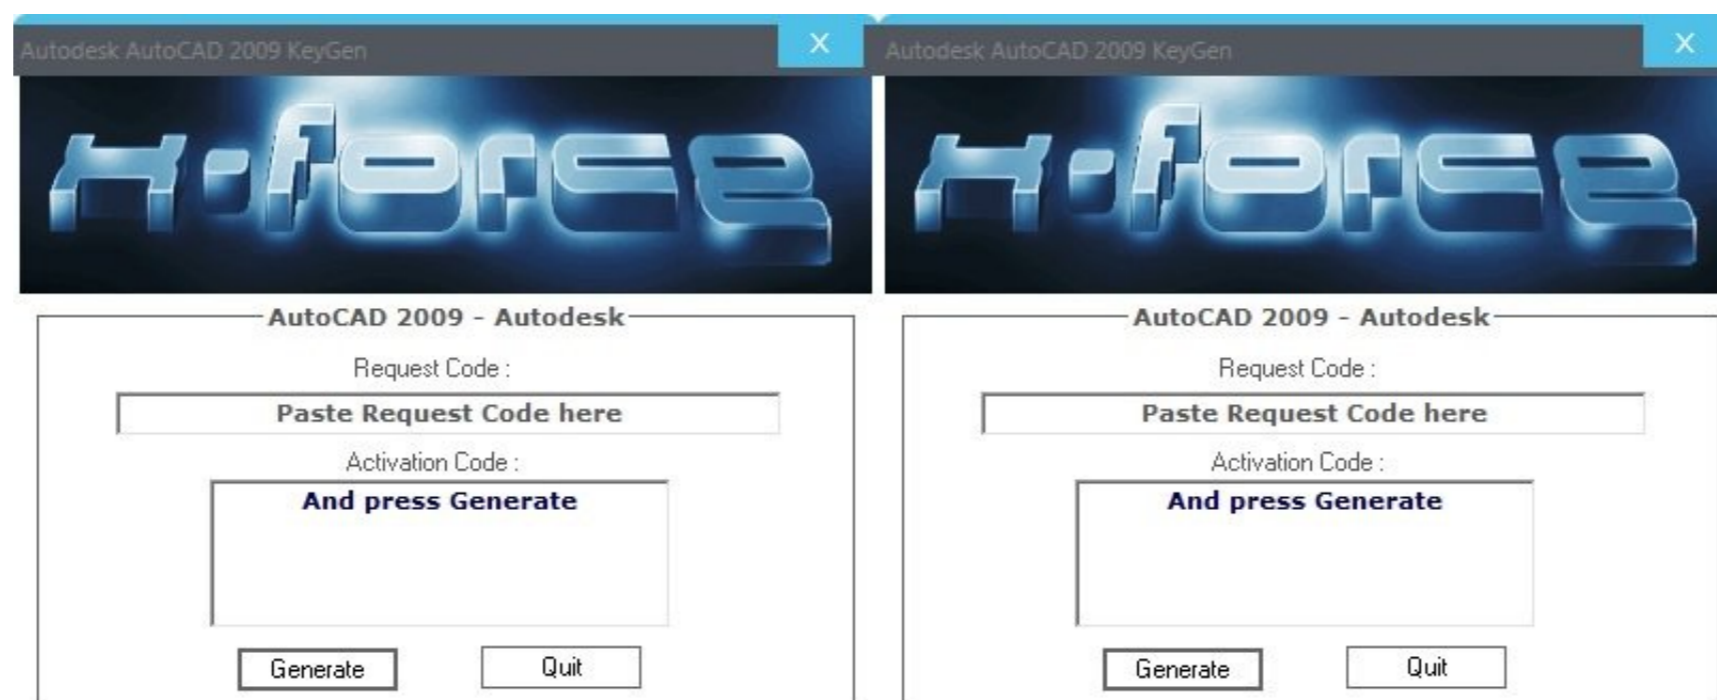 Autodesk AutoCAD 2009 KeyGen
X
X-force
AutoCAD 2009 - Autodesk
Request Code :
Paste Request Code here
Activation Code :
And press Generate
Generate
Quit
Autodesk AutoCAD 2009 KeyGen
X
X-force
AutoCAD 2009 - Autodesk
Request Code :
Paste Request Code here
Activation Code :
And press Generate
Generate
Quit